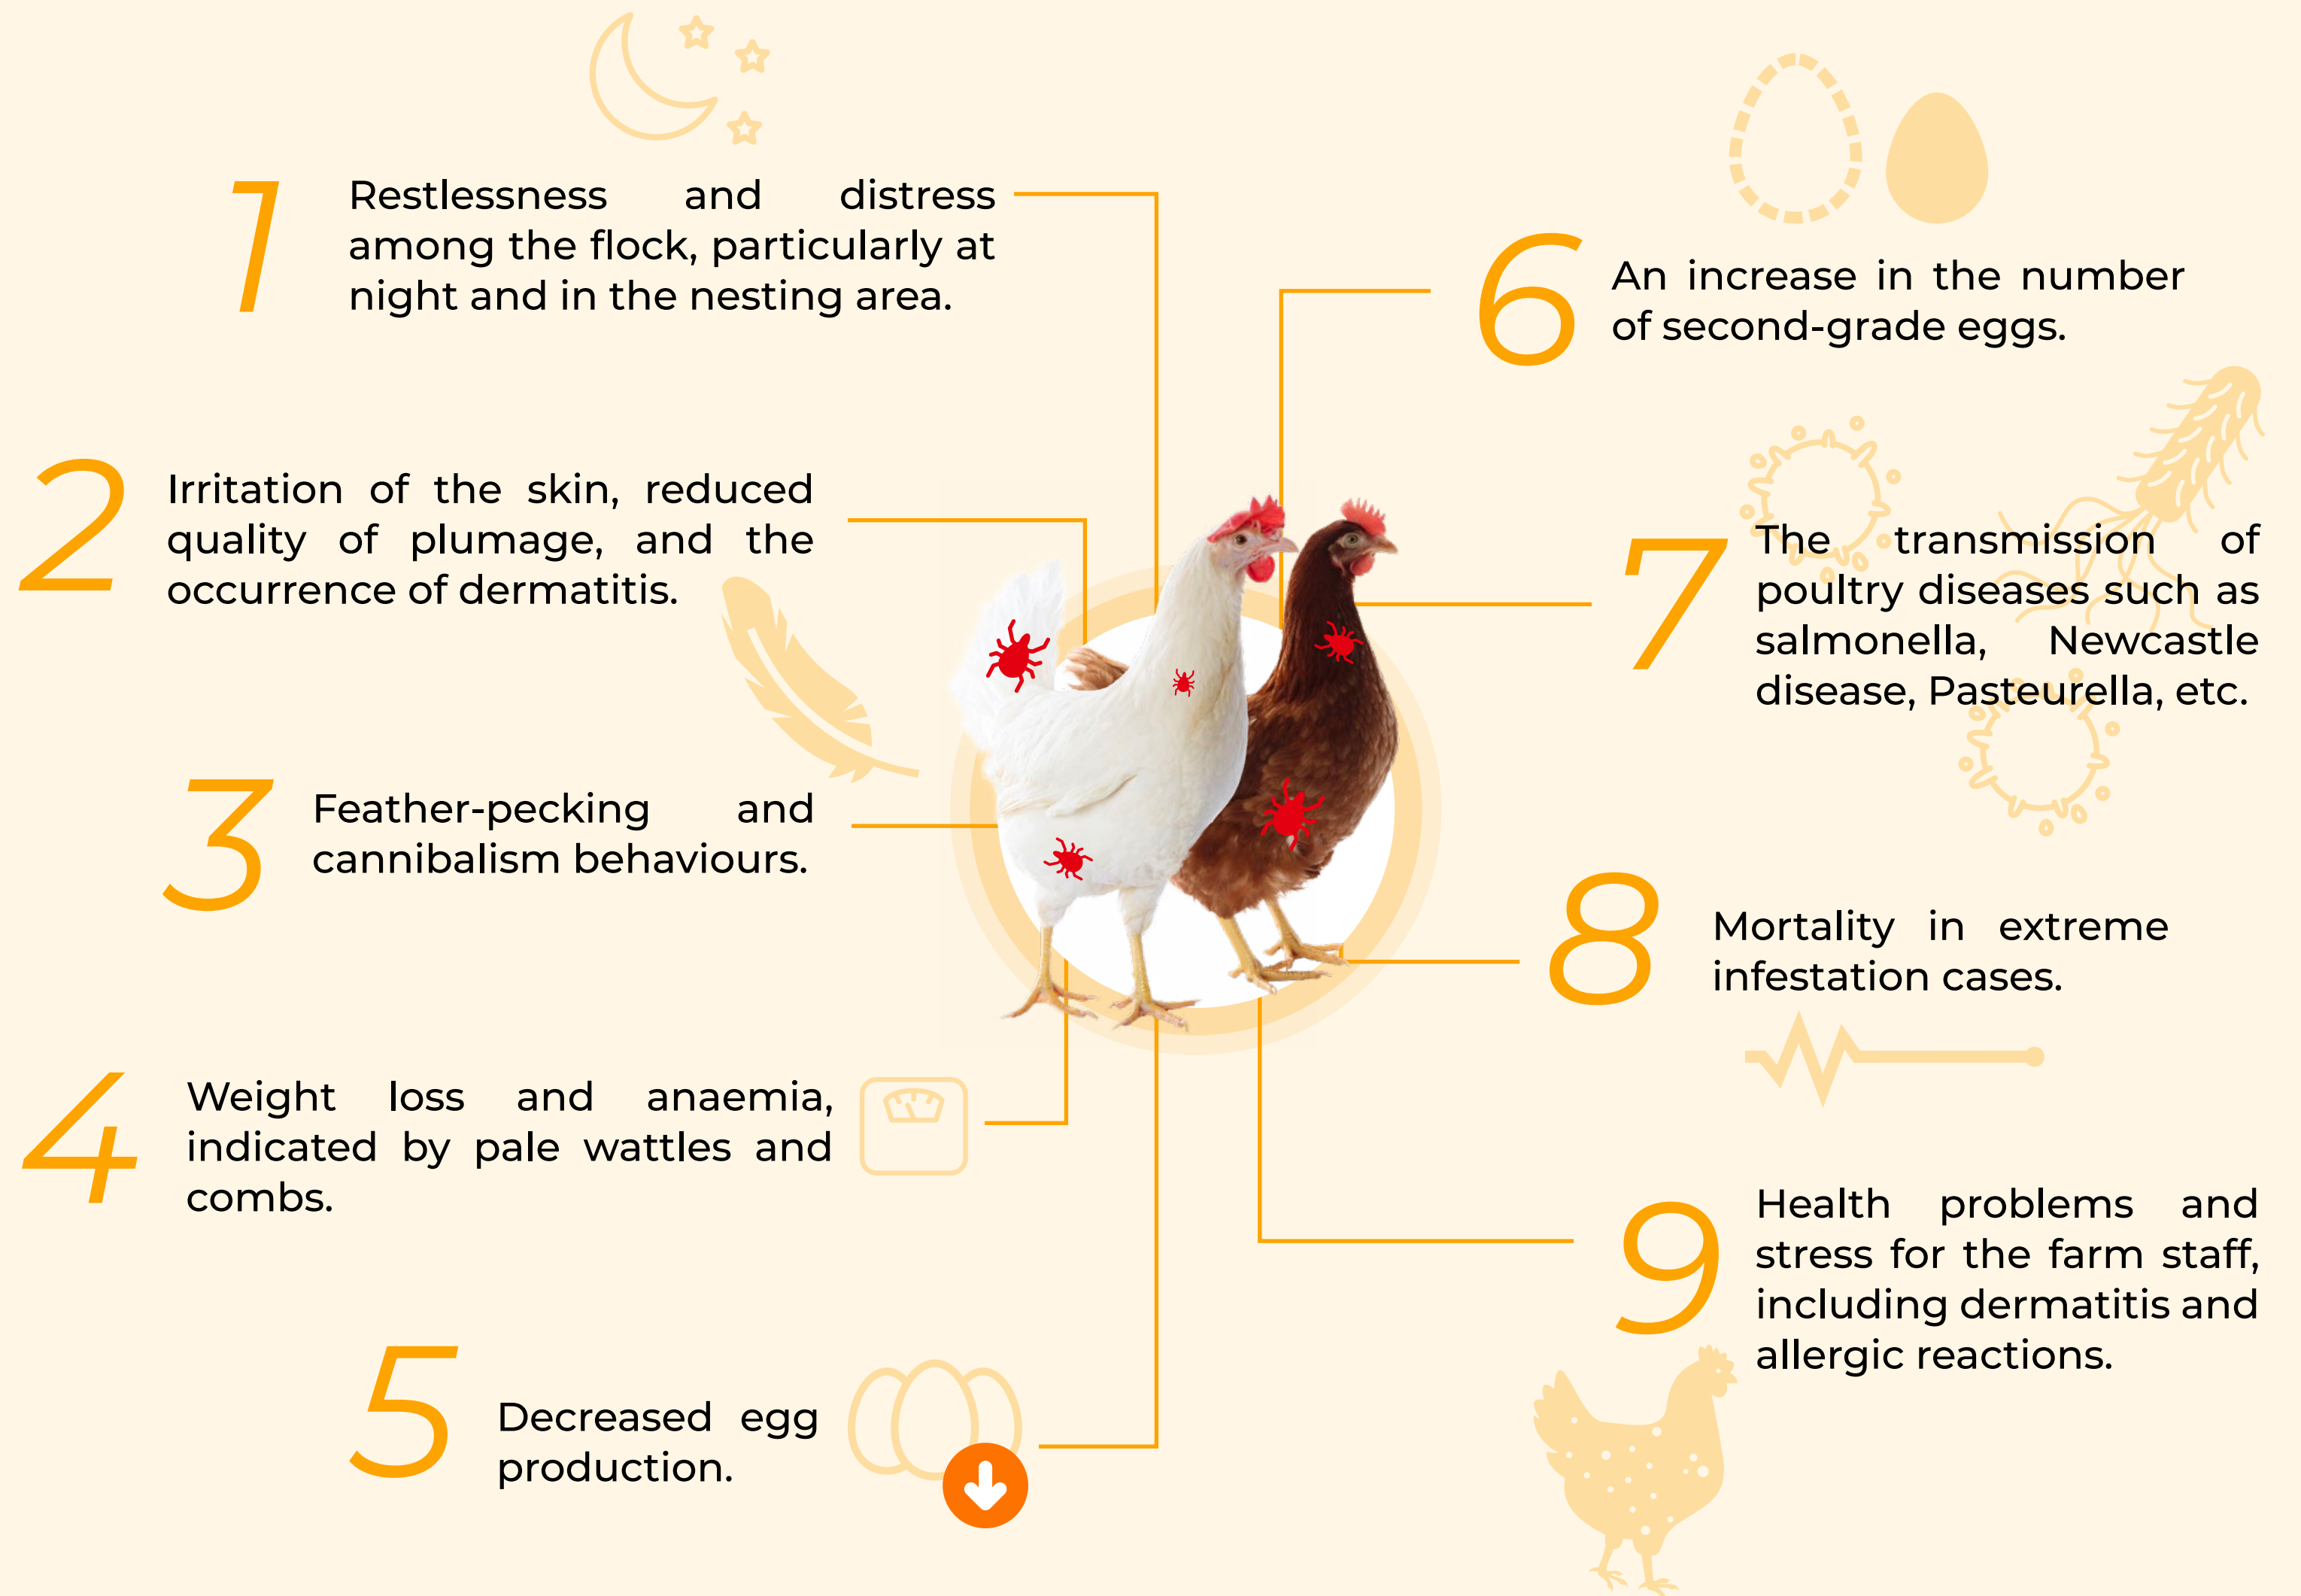 1
Restlessness and distress
among the flock, particularly at
night and in the nesting area.
2
Irritation of the skin, reduced
quality of plumage, and the
occurrence of dermatitis.
3
Feather-pecking and
cannibalism behaviours.
4
Weight loss and anaemia,
indicated by pale wattles and
combs.
5
Decreased egg
production.
6
An increase in the number
of second-grade eggs.
7
The transmission of
poultry diseases such as
salmonella, Newcastle
disease, Pasteurella, etc.
8
Mortality in extreme
infestation cases.
9
Health problems and
stress for the farm staff,
including dermatitis and
allergic reactions.